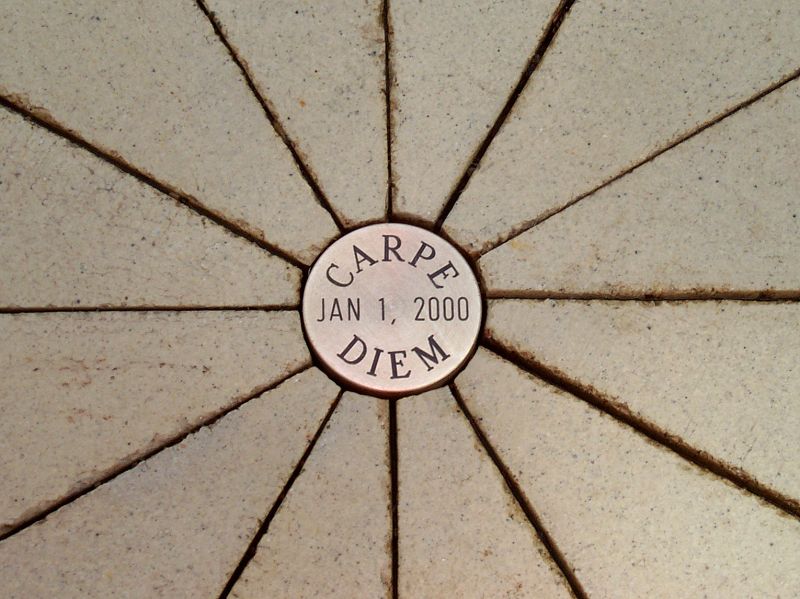 CARPE
JAN 1, 2000
DIEM